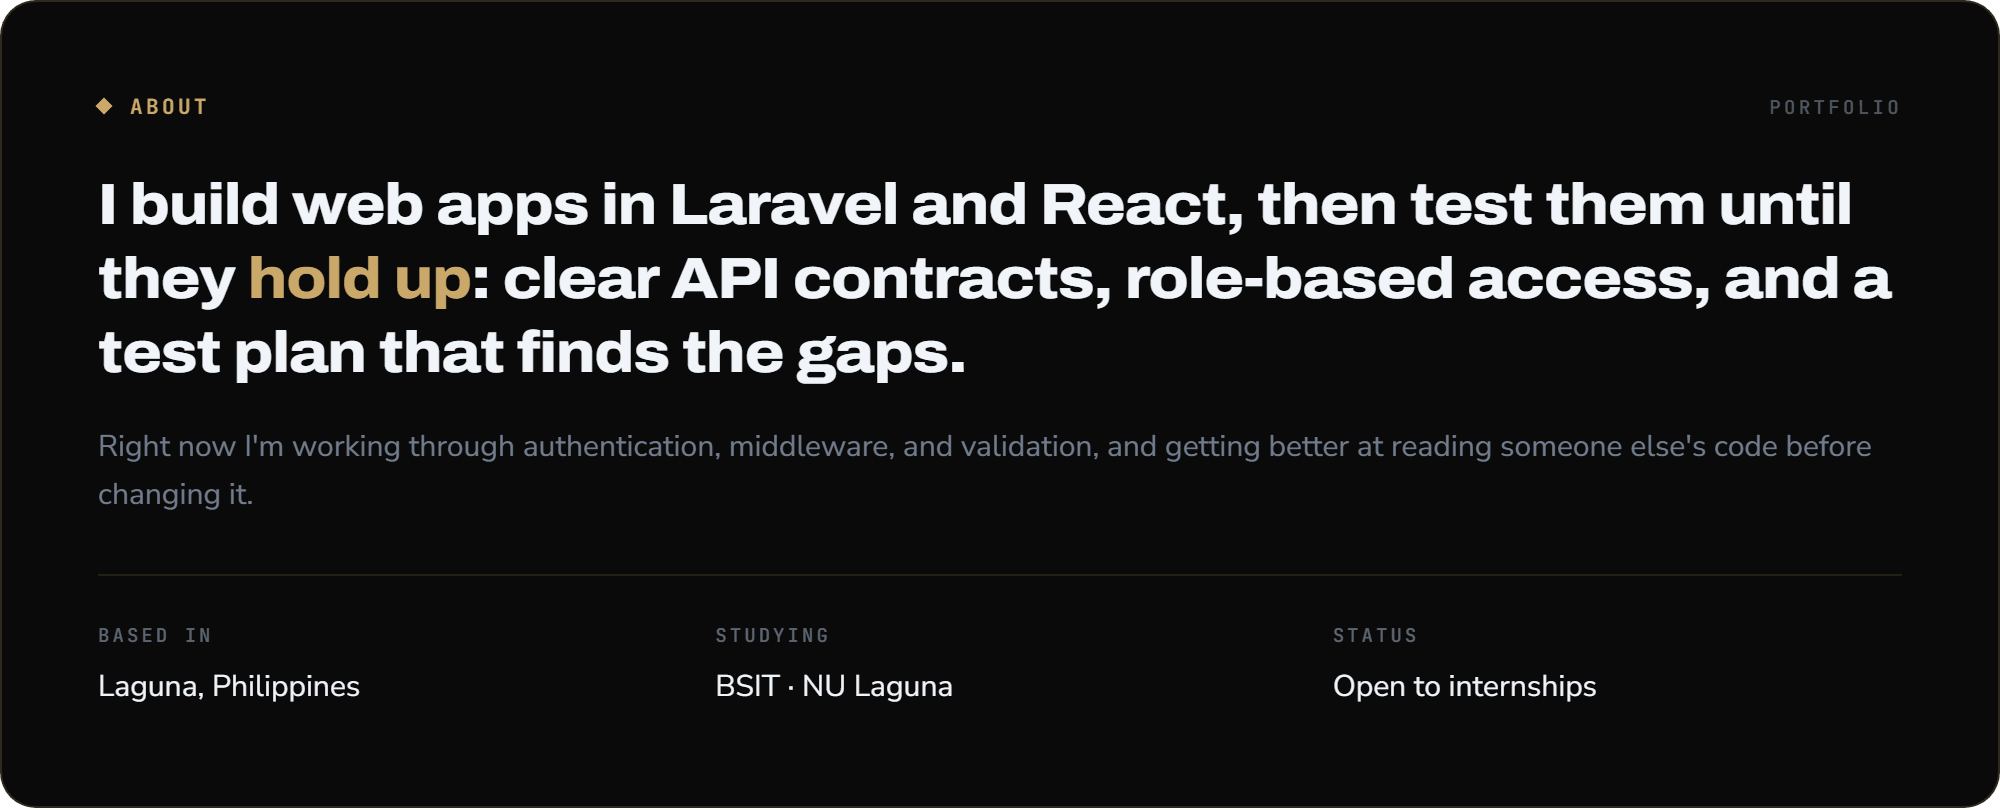 ABOUT
PORTFOLIO
I build web apps in Laravel and React, then test them until
they hold up: clear API contracts, role-based access, and a
test plan that finds the gaps.
Right now I'm working through authentication, middleware, and validation, and getting better at reading someone else's code before
changing it.
BASED IN
Laguna, Philippines
STUDYING
BSIT · NU Laguna
STATUS
Open to internships